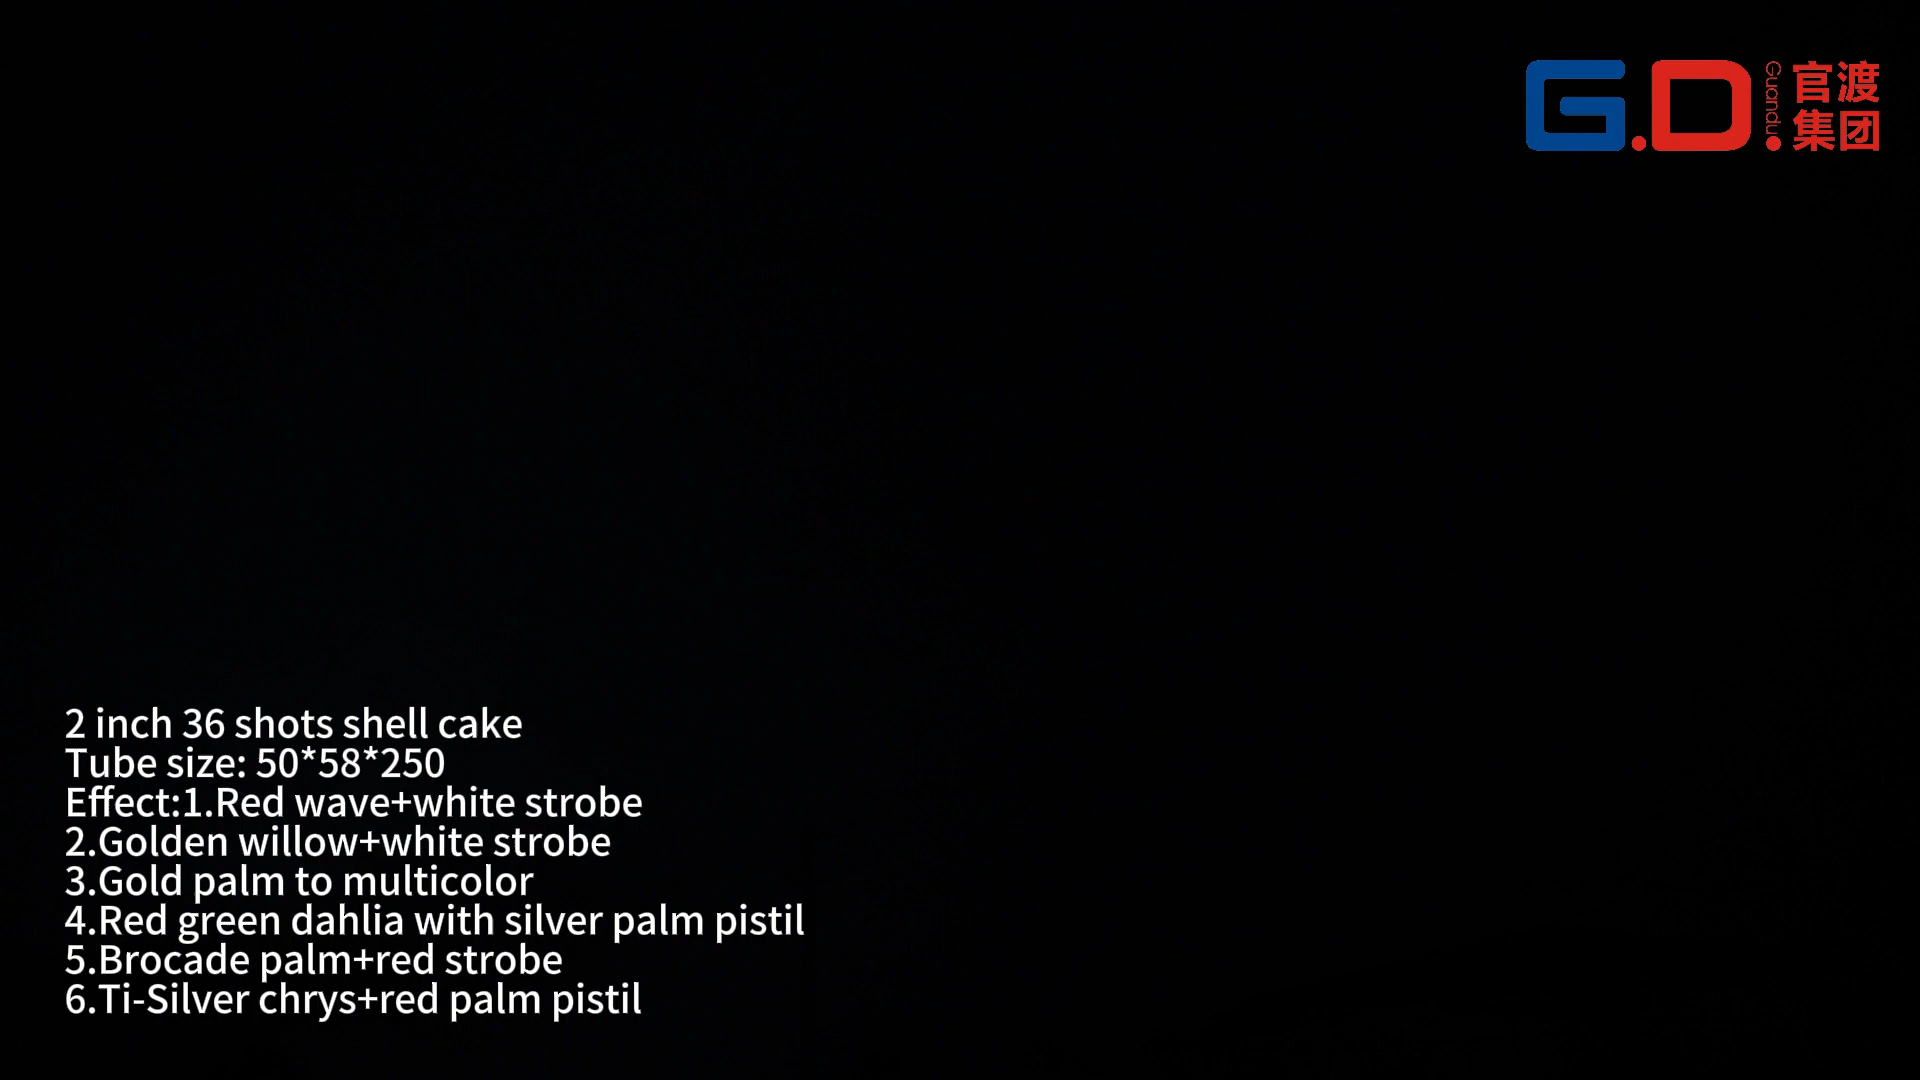 G.D
Guandu
官渡
集团
2 inch 36 shots shell cake
Tube size: 50*58*250
Effect:1.Red wave+white strobe
2.Golden willow+white strobe
3.Gold palm to multicolor
4.Red green dahlia with silver palm pistil
5.Brocade palm+red strobe
6.Ti-Silver chrys+red palm pistil